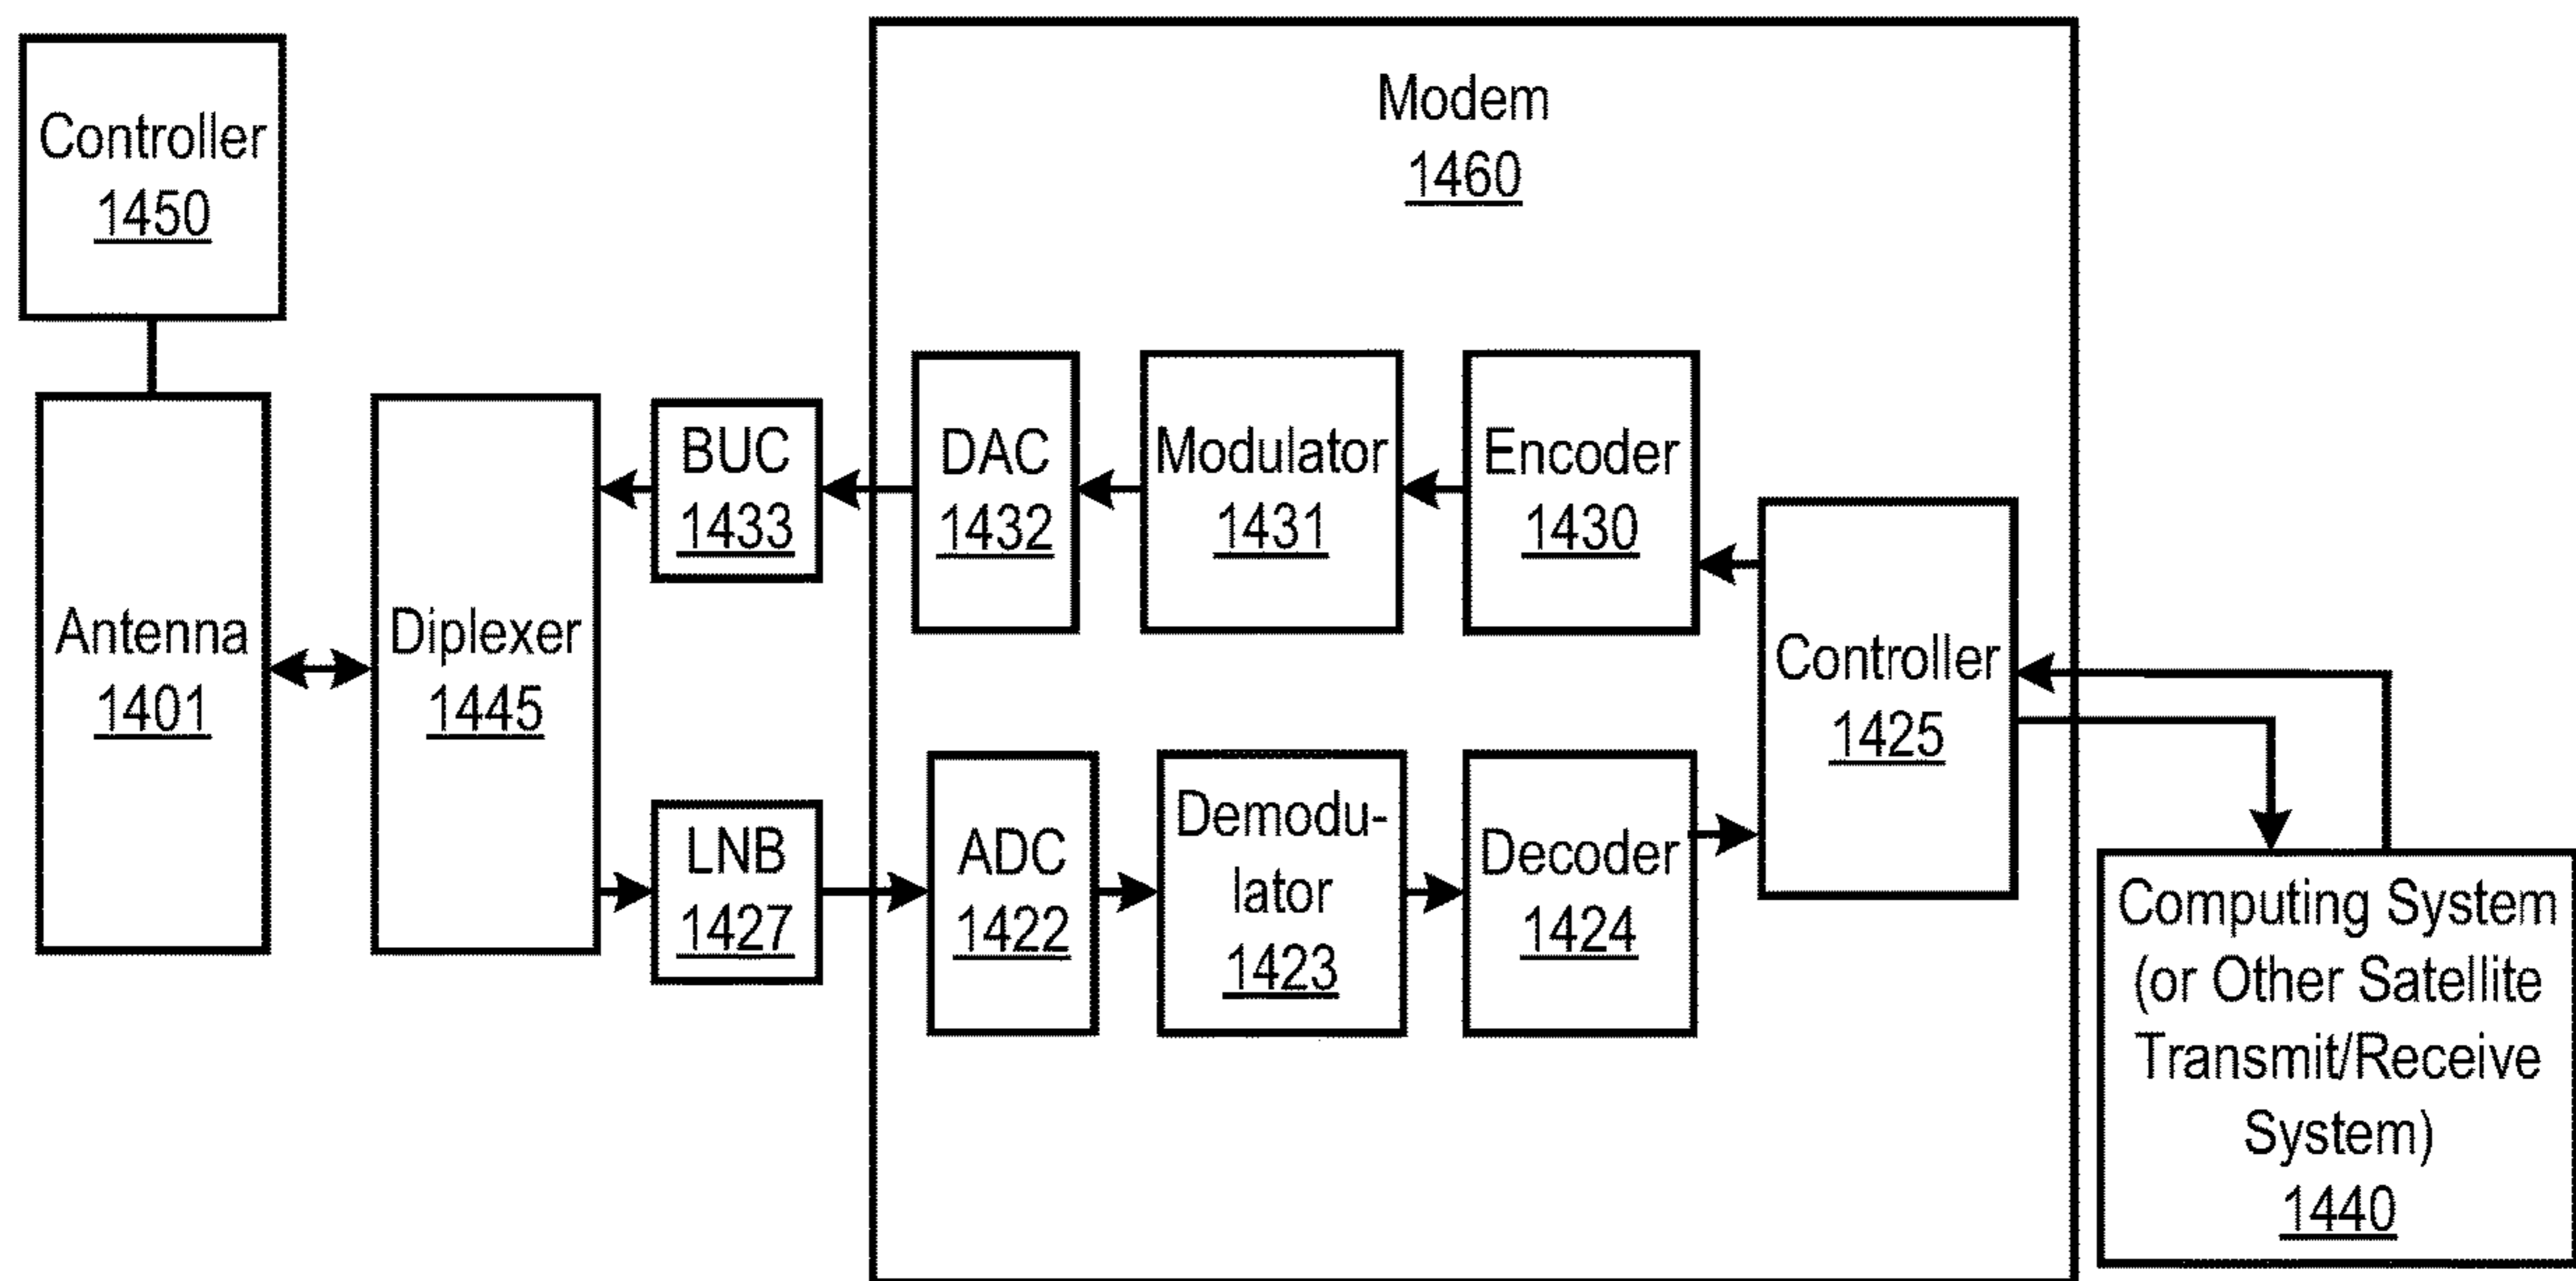 Controller
1450
Modem
1460
Antenna
1401
Diplexer
1445
BUC
1433
DAC
1432
Modulator
1431
Encoder
1430
Controller
1425
LNB
1427
ADC
1422
Demodu-
lator
1423
Decoder
1424
Computing System
(or Other Satellite
Transmit/Receive
System)
1440